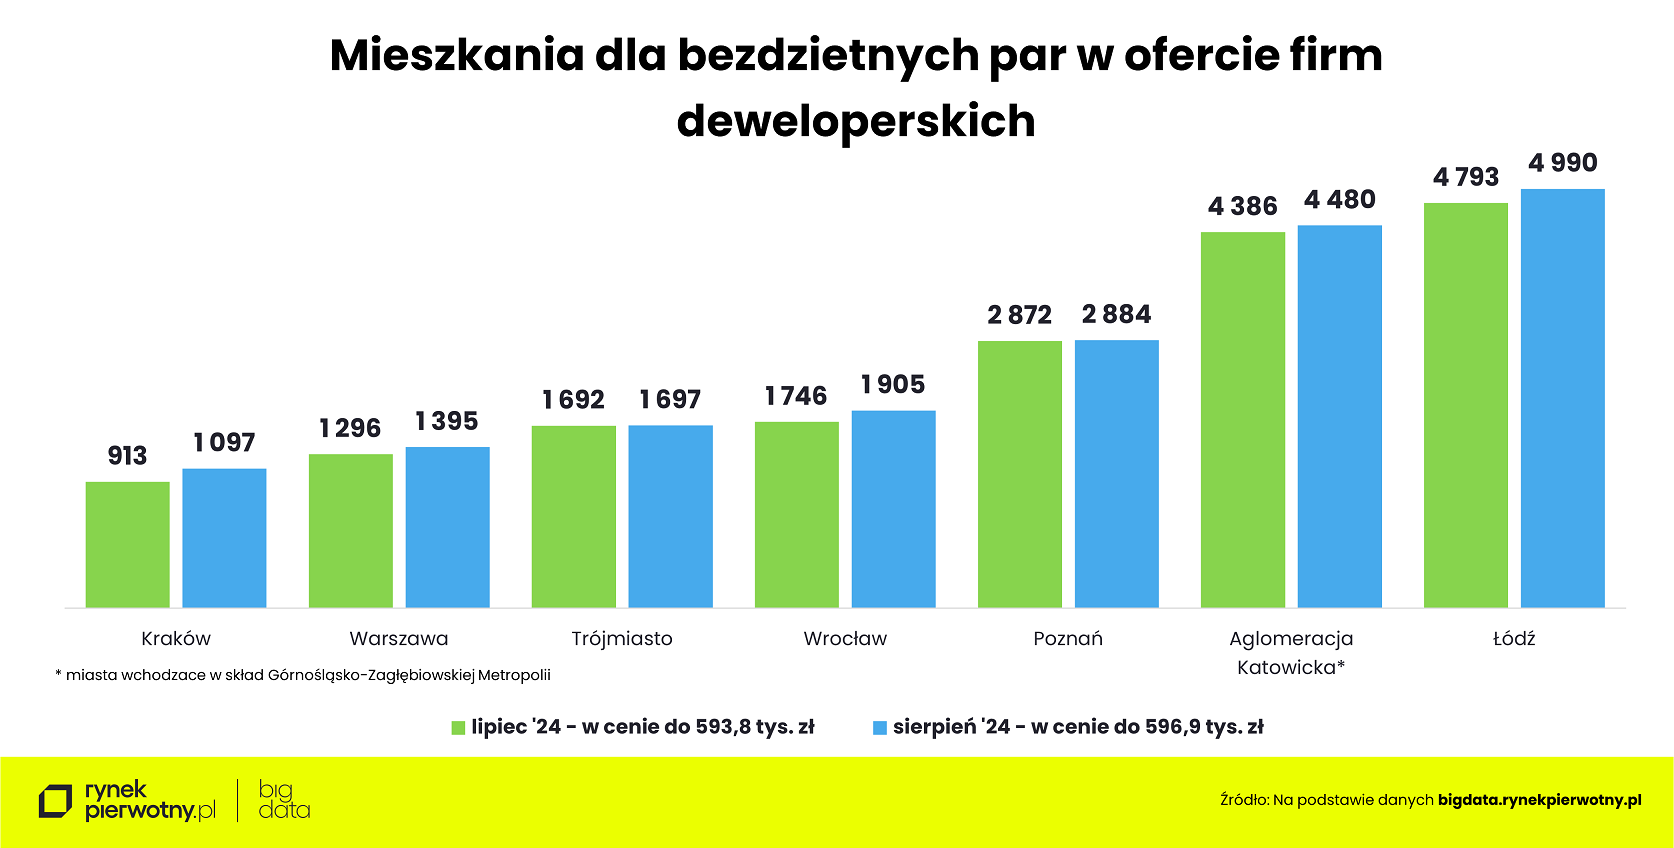 Mieszkania dla bezdzietnych par w ofercie firm
deweloperskich
913
1 097
1 296
1 395
1 692
1 697
1 746
1 905
2 872
2 884
4 386
4 480
4 793
4 990
Kraków
Warszawa
Trójmiasto
Wrocław
Poznań
Aglomeracja
Katowicka*
Łódź
* miasta wchodzace w skład Górnośląsko-Zagłębiowskiej Metropolii
lipiec '24 - w cenie do 593,8 tys. zł
sierpień '24 - w cenie do 596,9 tys. zł
rynek
pierwotny.pl
big
data
Źródło: Na podstawie danych bigdata.rynekpierwotny.pl